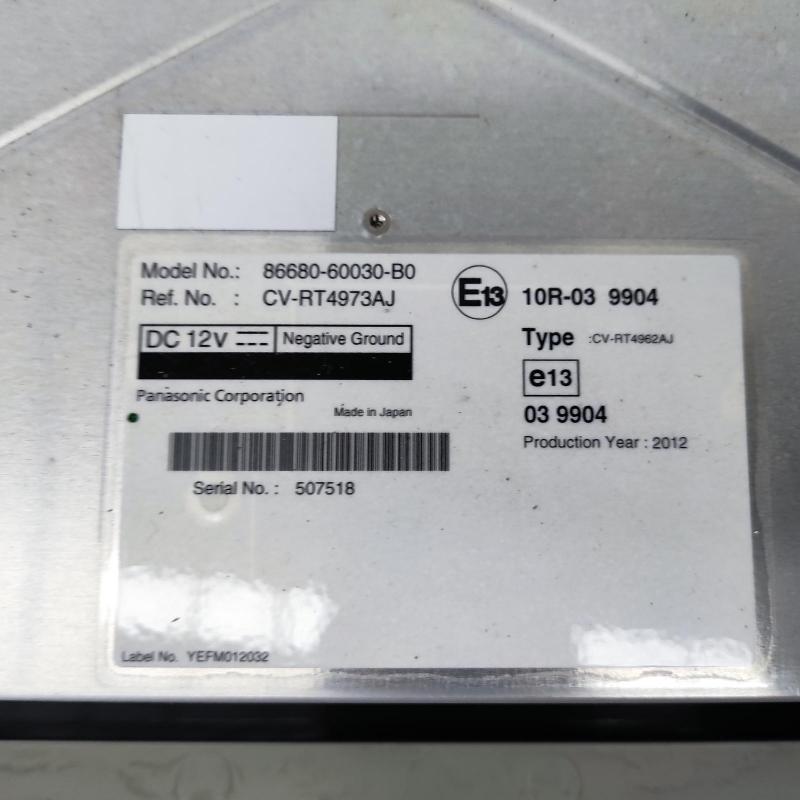 Model No.: 86680-60030-B0
Ref. No. : CV-RT4973AJ
DC 12V Negative Ground
Panasonic Corporation
Made in Japan
Serial No. : 507518
E13 10R-03 9904
Type :CV-RT4962AJ
e13
03 9904
Production Year : 2012
Label No. YEFM012032